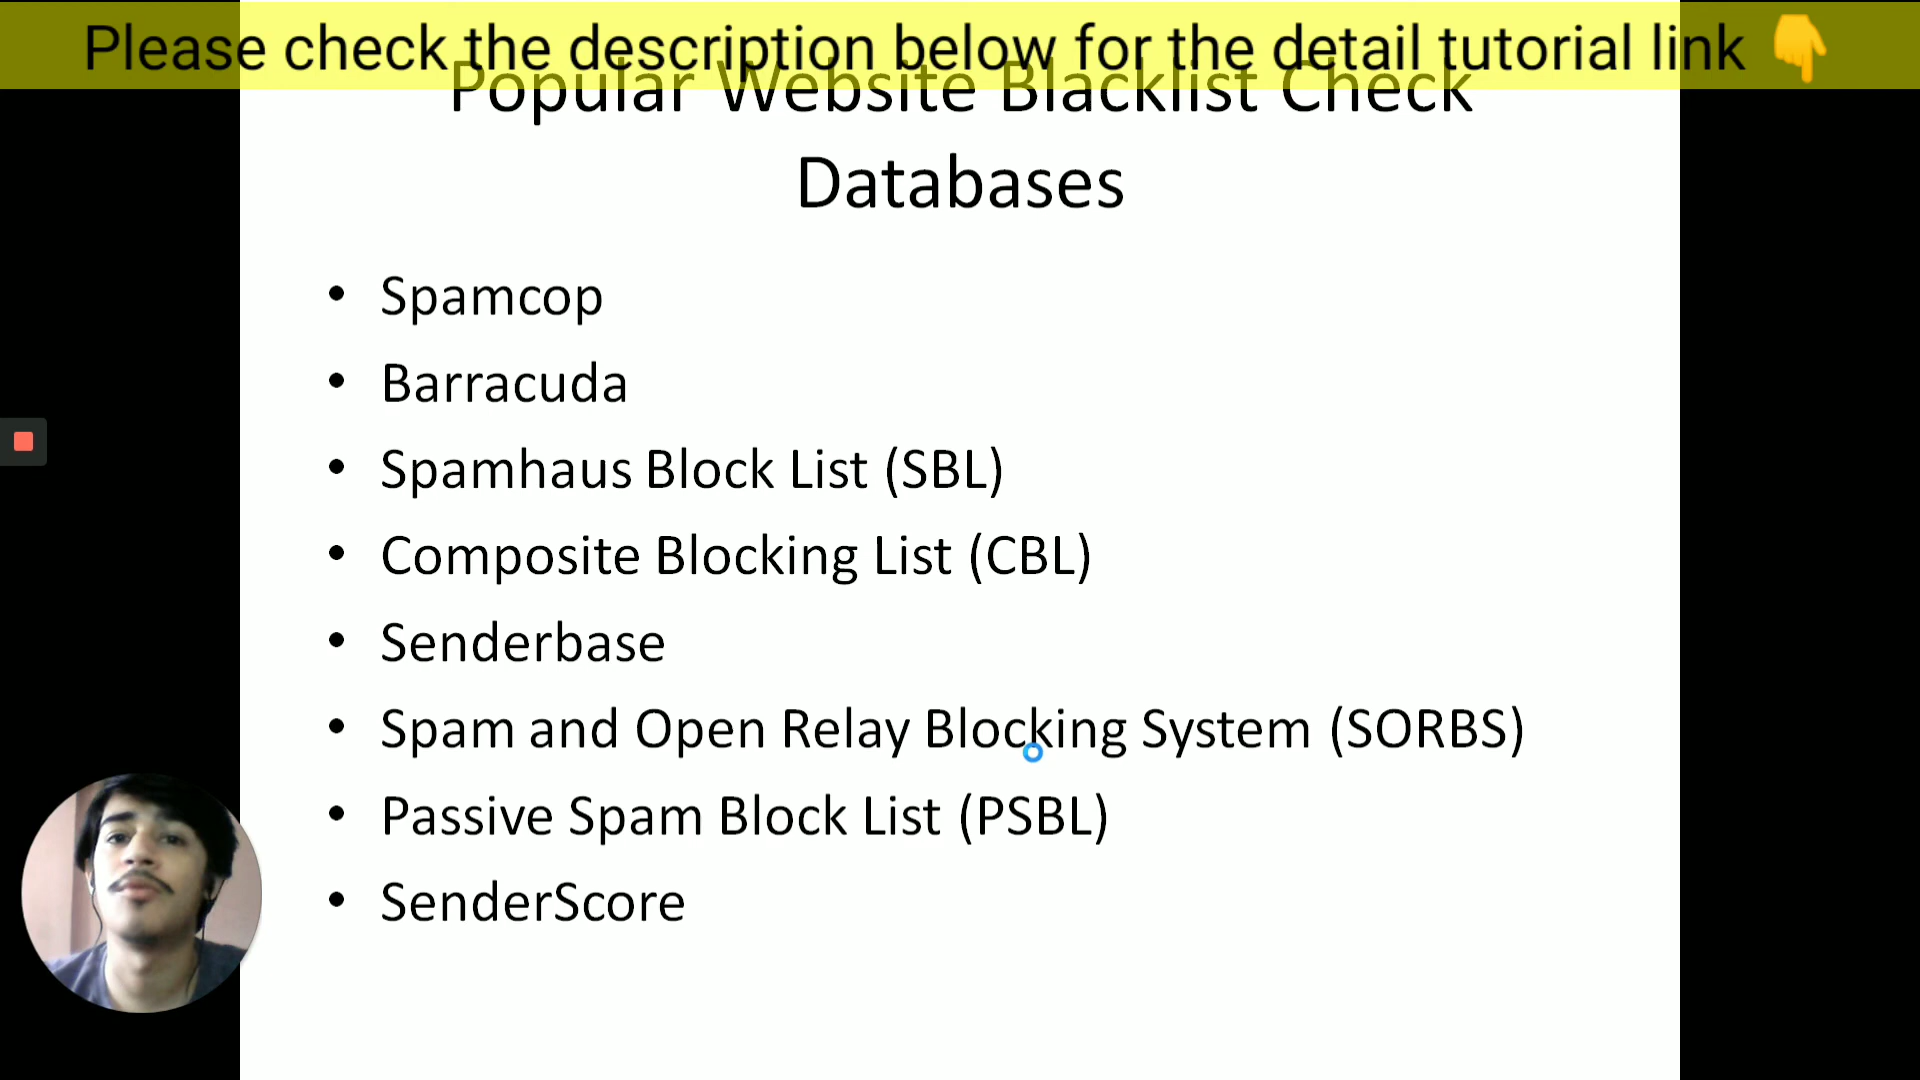 Please check the description below for the detail tutorial link 👇
Popular Website Blacklist Check
Databases
• Spamcop
• Barracuda
• Spamhaus Block List (SBL)
• Composite Blocking List (CBL)
• Senderbase
• Spam and Open Relay Blocking System (SORBS)
• Passive Spam Block List (PSBL)
• SenderScore